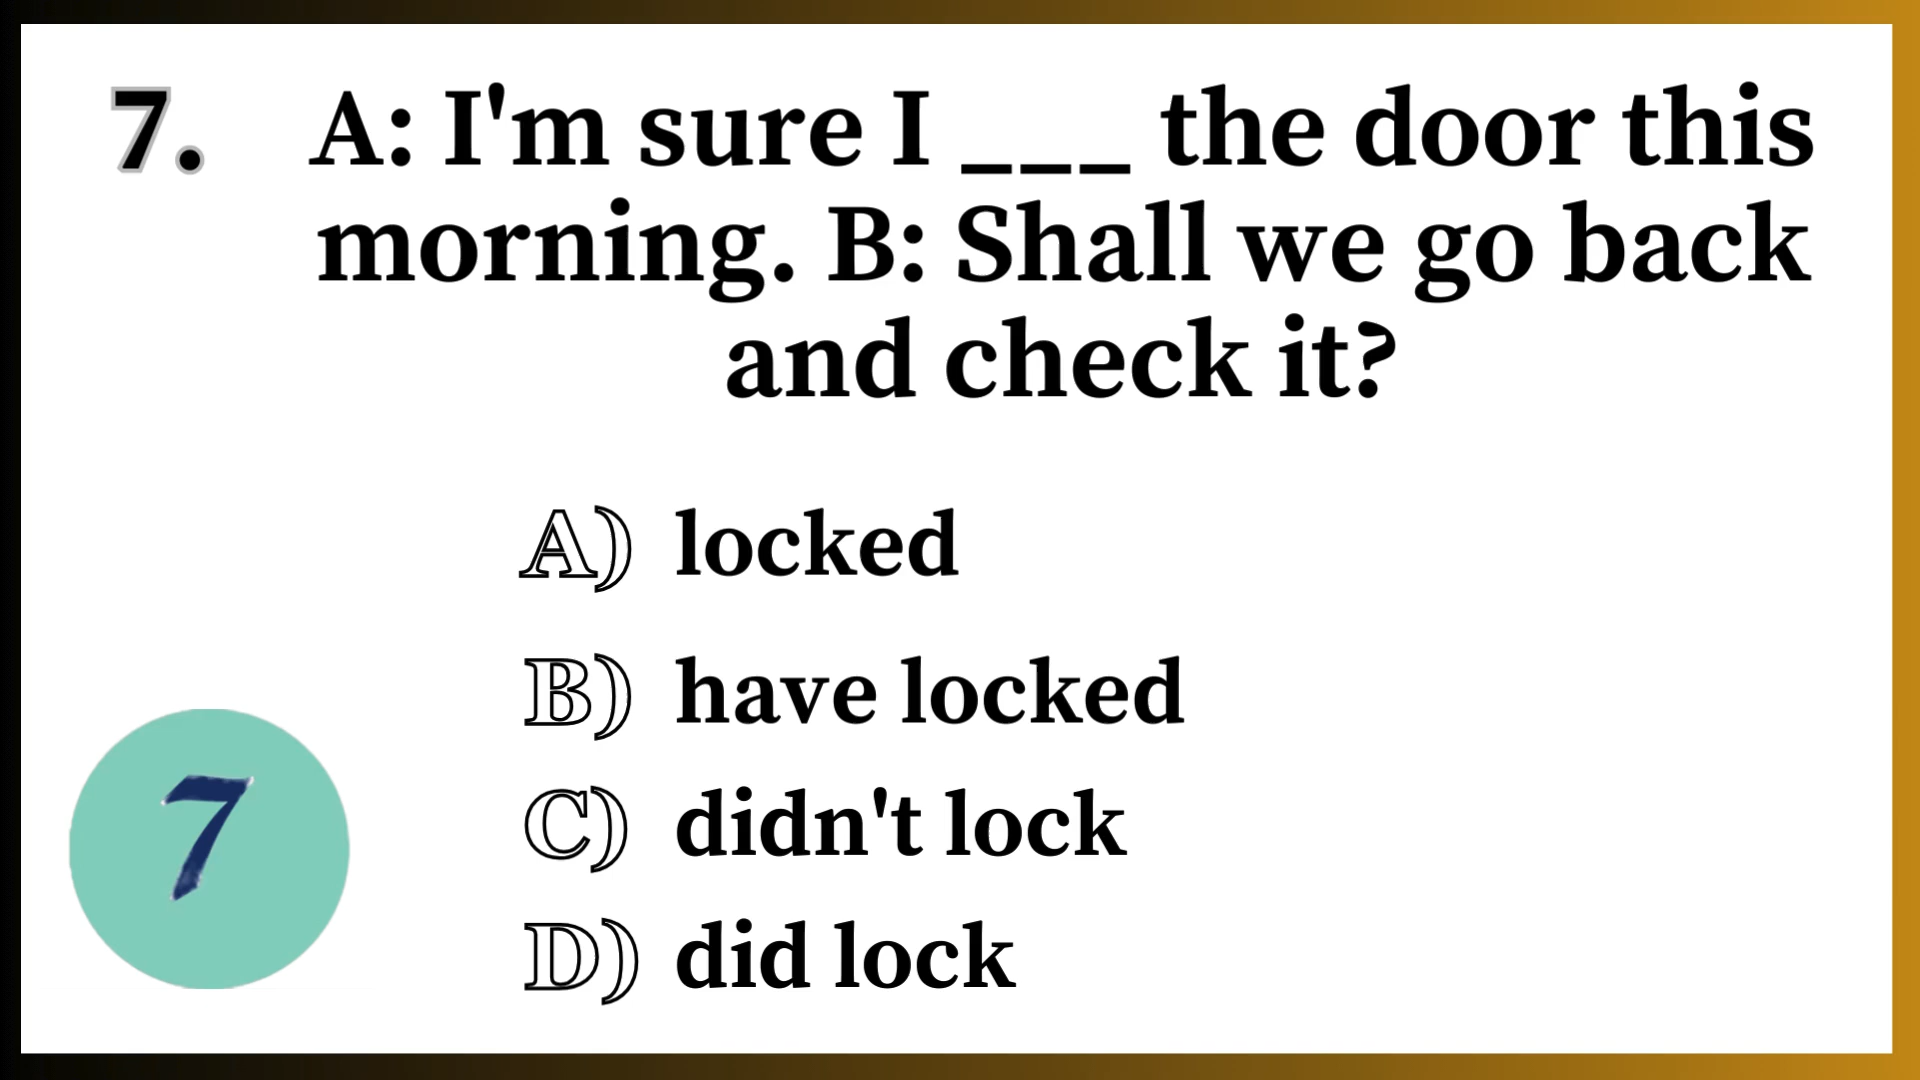 7. A: I'm sure I ___ the door this
morning. B: Shall we go back
and check it?
A) locked
B) have locked
C) didn't lock
D) did lock
7